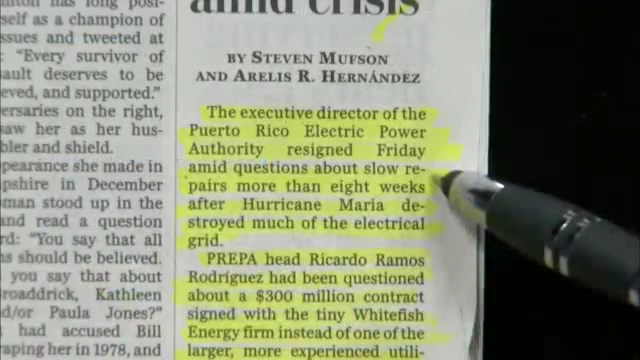 nton has long posi-
self as a champion of
ssues and tweeted at
: "Every survivor of
ault deserves to be
eved, and supported."
ersaries on the right,
saw her as her hus-
bler and shield.
pearance she made in
pshire in December
man stood up in the
and read a question
rd: "You say that all
s should be believed.
you say that about
roaddrick, Kathleen
d/or Paula Jones?"
had accused Bill
aping her in 1978, and
amid crisis
BY STEVEN MUFSON
AND ARELIS R. HERNÁNDEZ
The executive director of the
Puerto Rico Electric Power
Authority resigned Friday
amid questions about slow re-
pairs more than eight weeks
after Hurricane Maria de-
stroyed much of the electrical
grid.
PREPA head Ricardo Ramos
Rodríguez had been questioned
about a $300 million contract
signed with the tiny Whitefish
Energy firm instead of one of the
larger, more experienced utili-